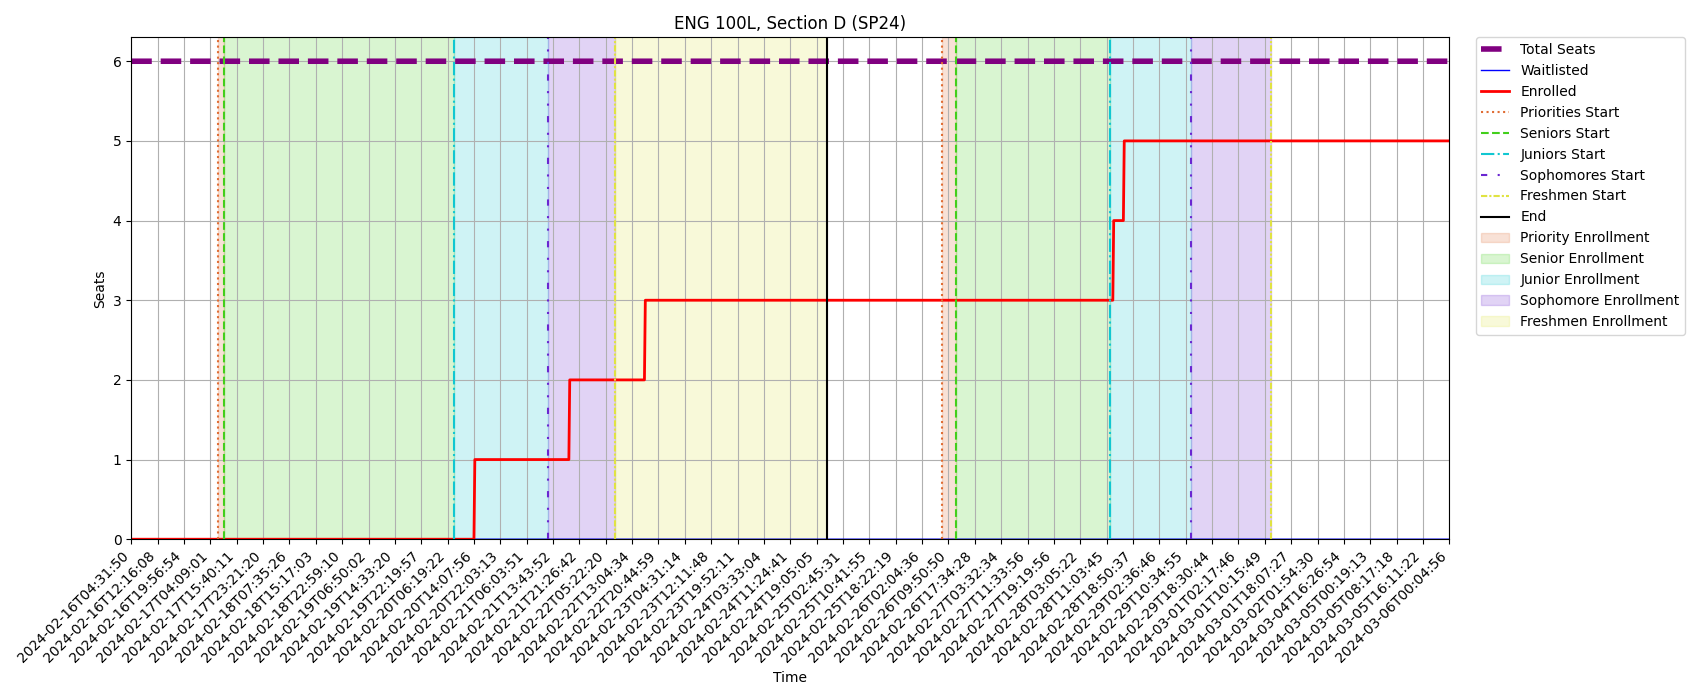 ENG 100L, Section D (SP24)
Seats
6
5
4
3
2
1
0
2024-02-16T04:31:50
2024-02-16T12:16:08
2024-02-16T19:56:54
2024-02-17T04:09:01
2024-02-17T15:40:11
2024-02-17T23:21:20
2024-02-18T07:35:26
2024-02-18T15:17:03
2024-02-18T22:59:10
2024-02-19T06:50:02
2024-02-19T14:33:20
2024-02-19T22:19:57
2024-02-20T06:19:22
2024-02-20T14:07:56
2024-02-20T22:03:13
2024-02-21T06:03:51
2024-02-21T13:43:52
2024-02-21T21:26:42
2024-02-22T05:22:20
2024-02-22T13:04:34
2024-02-22T20:44:59
2024-02-23T04:31:14
2024-02-23T12:11:48
2024-02-23T19:52:11
2024-02-24T03:33:04
2024-02-24T11:24:41
2024-02-24T19:05:05
2024-02-25T02:45:31
2024-02-25T10:41:55
2024-02-25T18:22:19
2024-02-26T02:04:36
2024-02-26T09:50:50
2024-02-26T17:34:28
2024-02-27T03:32:34
2024-02-27T11:33:56
2024-02-27T19:19:56
2024-02-28T03:05:22
2024-02-28T11:03:45
2024-02-28T18:50:37
2024-02-29T02:36:46
2024-02-29T10:34:55
2024-02-29T18:30:44
2024-03-01T02:17:46
2024-03-01T10:15:49
2024-03-01T18:07:27
2024-03-02T01:54:30
2024-03-04T16:26:54
2024-03-05T00:19:13
2024-03-05T08:17:18
2024-03-05T16:11:22
2024-03-06T00:04:56
Time
Total Seats
Waitlisted
Enrolled
Priorities Start
Seniors Start
Juniors Start
Sophomores Start
Freshmen Start
End
Priority Enrollment
Senior Enrollment
Junior Enrollment
Sophomore Enrollment
Freshmen Enrollment